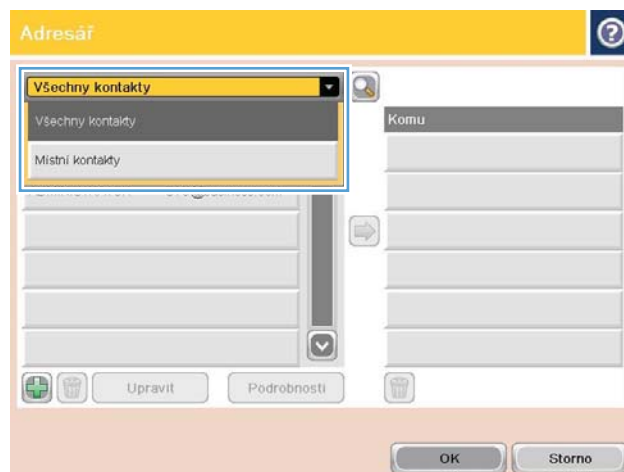 Adresář
Všechny kontakty
Všechny kontakty
Místní kontakty
Komu
Upravit
Podrobnosti
OK
Storno